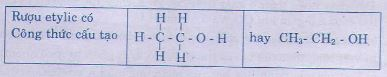 Rượu etylic có
Công thức cấu tạo
H H
H - C - C - O - H
H H
hay CH₃- CH₂ - OH